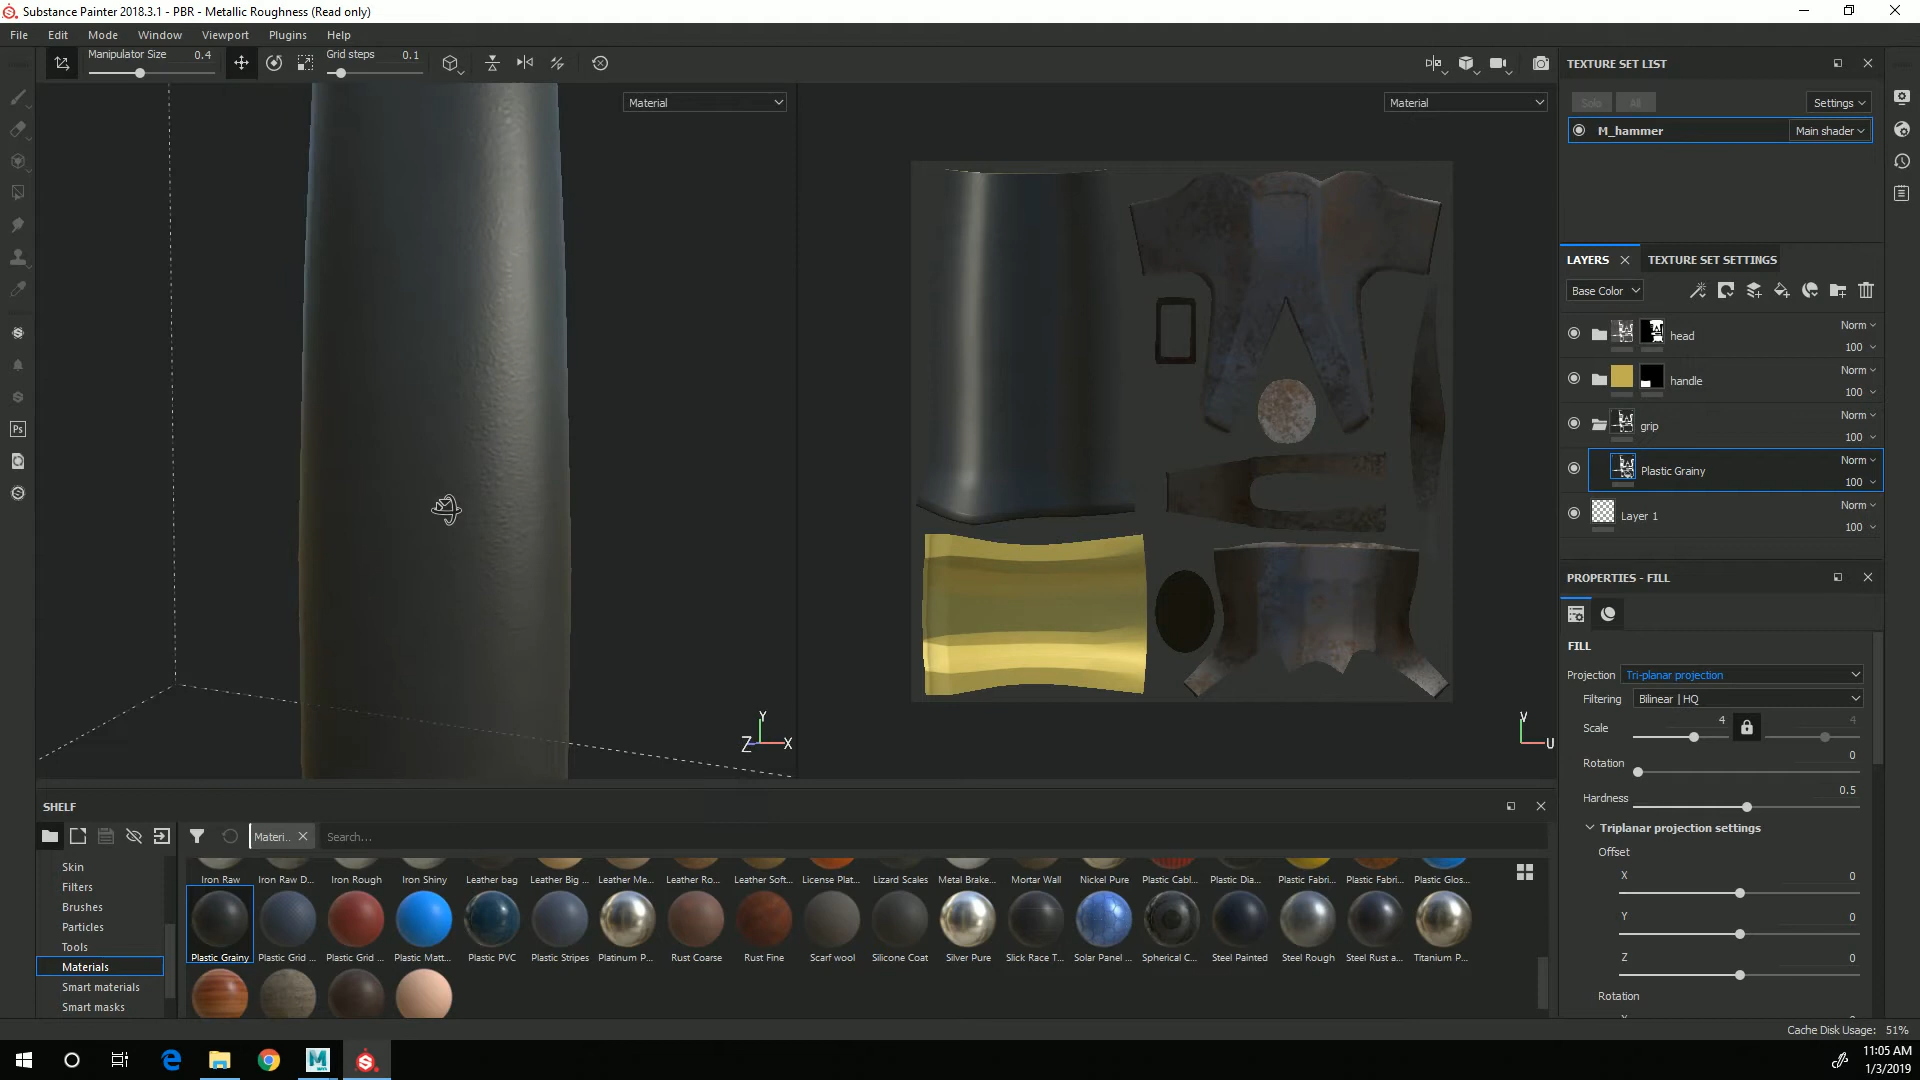 Substance Painter 2018.3.1 - PBR - Metallic Roughness (Read only)
File Edit Mode Window Viewport Plugins Help
Manipulator Size 0.4 Grid steps 0.1
Material
Material
TEXTURE SET LIST
Solo All Settings
M_hammer Main shader
LAYERS TEXTURE SET SETTINGS
Base Color
head Norm 100
handle Norm 100
grip Norm 100
Plastic Grainy Norm 100
Layer 1 Norm 100
PROPERTIES - FILL
FILL
Projection Tri-planar projection
Filtering Bilinear | HQ
Scale 4 4
Rotation 0
Hardness 0.5
Triplanar projection settings
Offset
X 0
Y 0
Z 0
Rotation
Y
Z X
V
U
Ps
SHELF
Materi... Search...
Skin
Filters
Brushes
Particles
Tools
Materials
Smart materials
Smart masks
Iron Raw Iron Raw D... Iron Rough Iron Shiny Leather bag Leather Big ... Leather Me... Leather Ro... Leather Soft... License Plat... Lizard Scales Metal Brake... Mortar Wall Nickel Pure Plastic Cabl... Plastic Dia... Plastic Fabri... Plastic Fabri... Plastic Glos...
Plastic Grainy Plastic Grid ... Plastic Grid ... Plastic Matt... Plastic PVC Plastic Stripes Platinum P... Rust Coarse Rust Fine Scarf wool Silicone Coat Silver Pure Slick Race T... Solar Panel ... Spherical C... Steel Painted Steel Rough Steel Rust a... Titanium P...
Cache Disk Usage: 51%
11:05 AM
1/3/2019